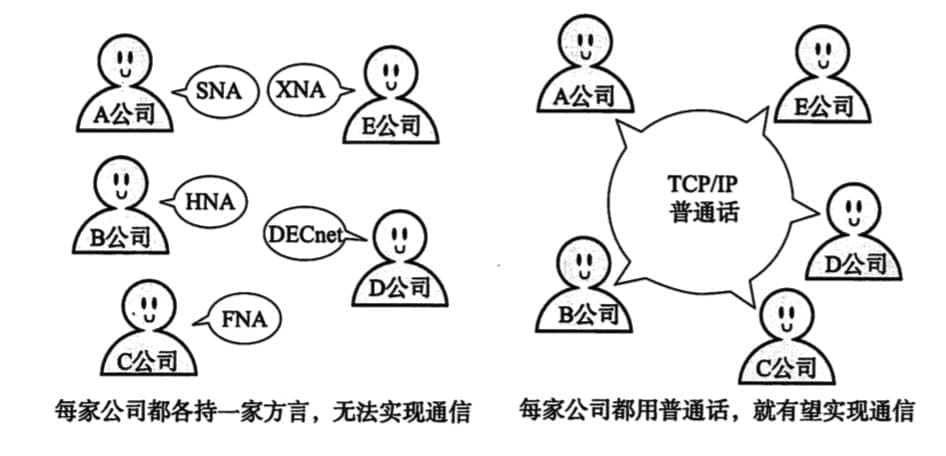 A公司
SNA
XNA
E公司
B公司
HNA
DECnet
D公司
C公司
FNA
每家公司都各持一家方言，无法实现通信
A公司
E公司
TCP/IP
普通话
D公司
B公司
C公司
每家公司都用普通话，就有望实现通信